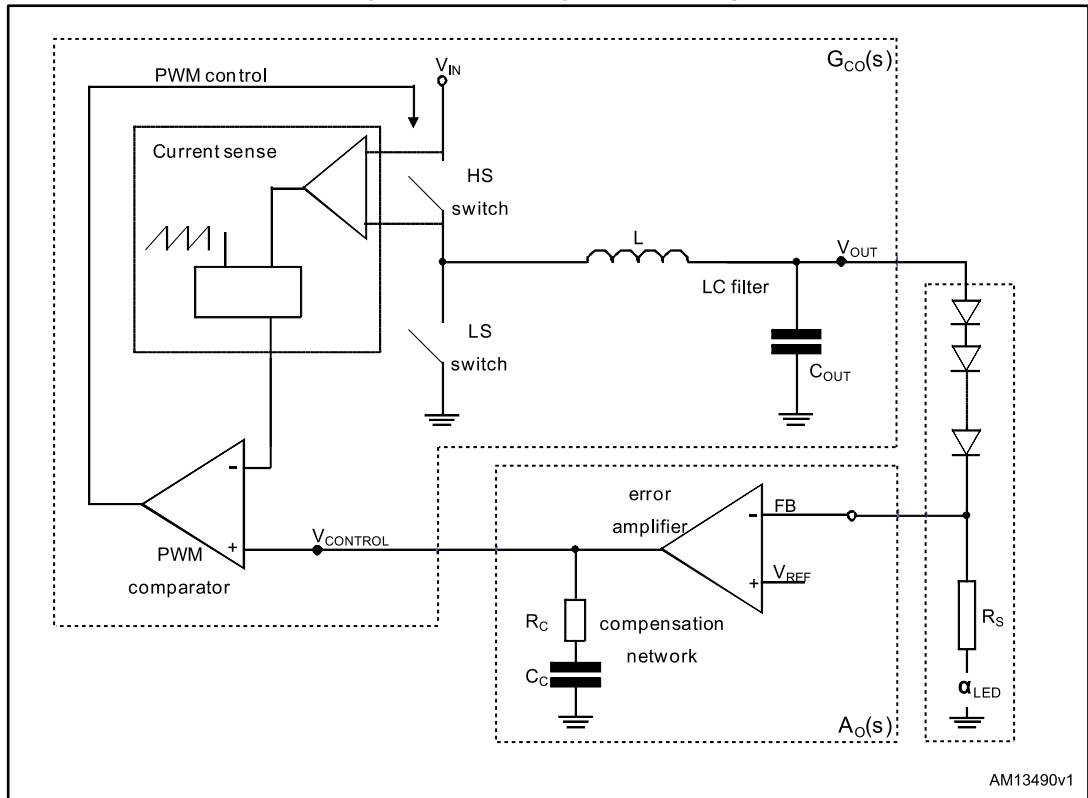 G_CO(s)
V_IN
PWM control
Current sense
HS
switch
L
V_OUT
LC filter
LS
switch
C_OUT
error
amplifier
FB
-
V_REF
+
-
+
PWM
comparator
V_CONTROL
R_C
compensation
network
C_C
R_S
α_LED
A_O(s)
AM13490v1